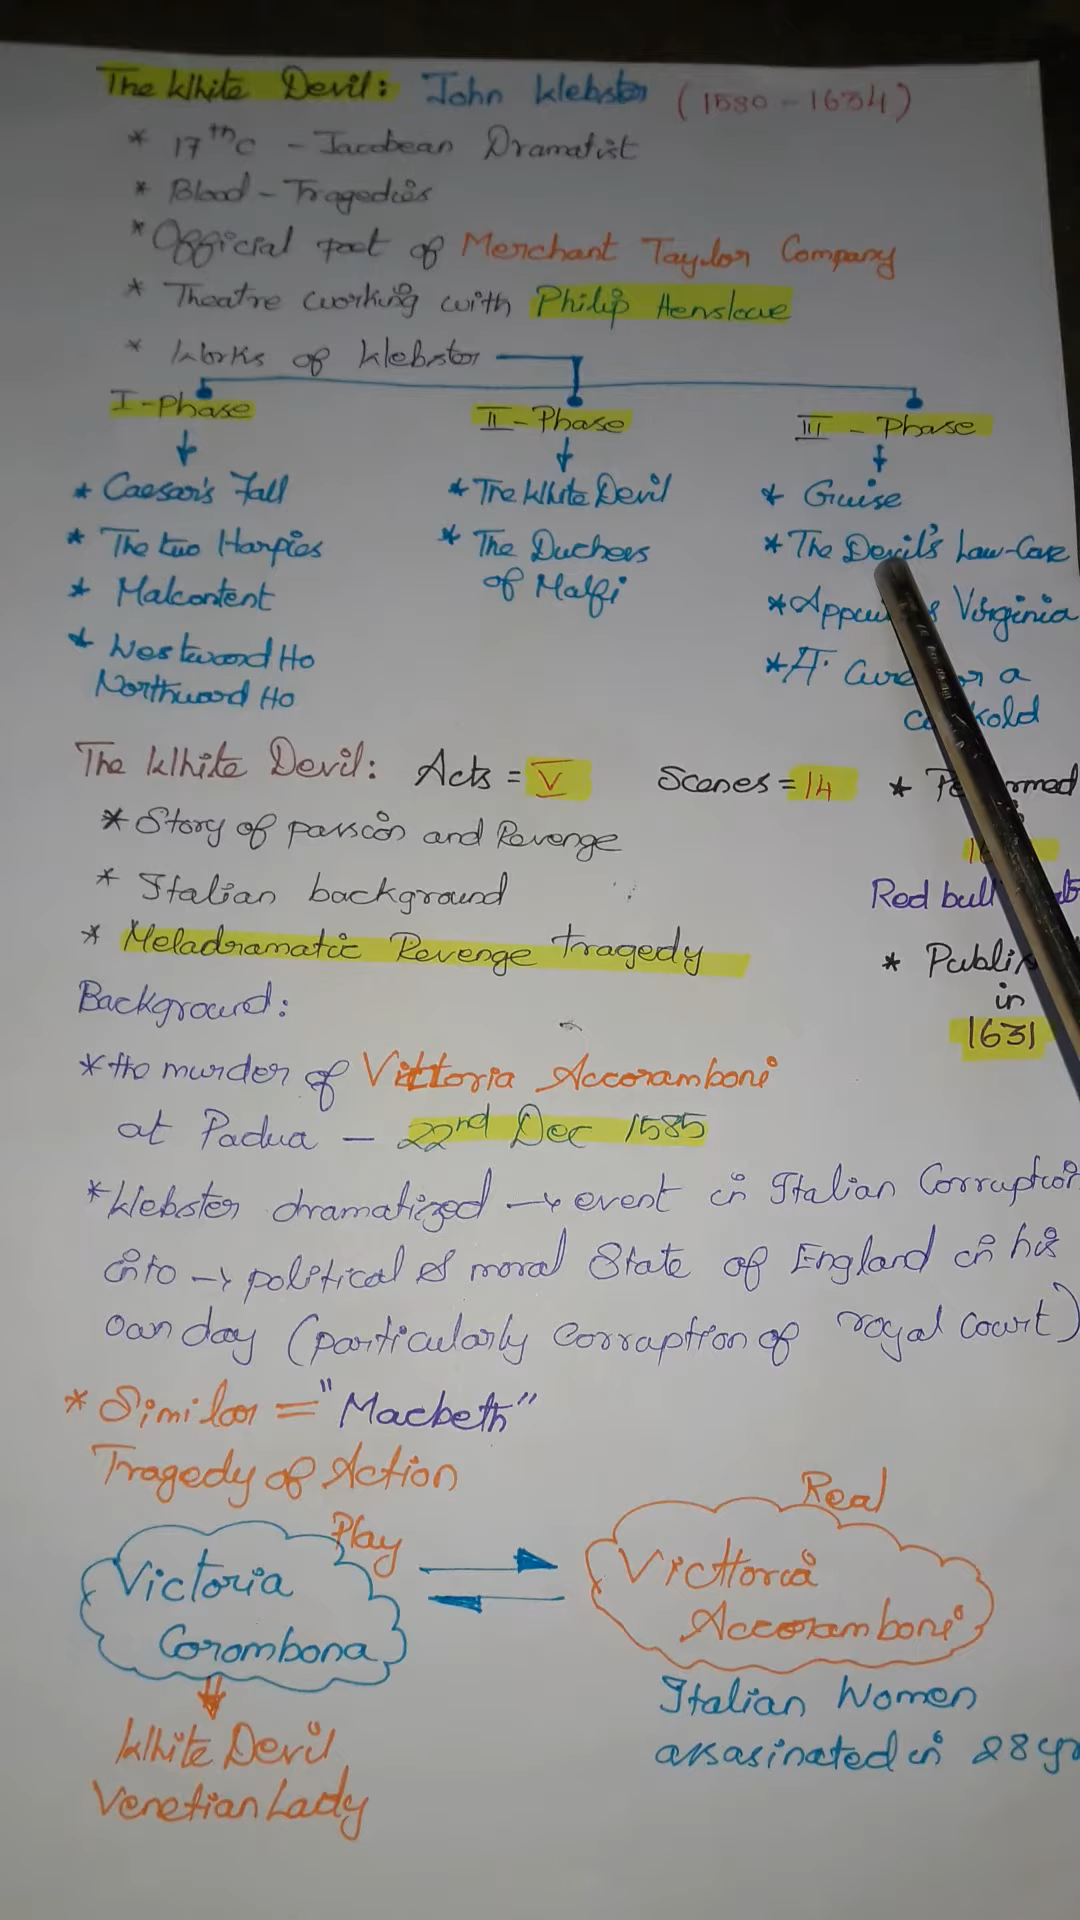 The White Devil: John Webster (1580-1634)
* 17th C - Jacobean Dramatist
* Blood - Tragedies
* Official poet of Merchant Taylor Company
* Theatre working with Philip Henslowe
* Works of Webster
I - Phase
II - Phase
III - Phase
* Caesar's Fall
* The two Harpies
* Malcontent
* Westward Ho
Northward Ho
* The White Devil
* The Duchess
of Malfi
* Guise
* The Devil's Law-Case
* Virginia
* A Cure a
The White Devil: Acts = V Scenes = 14
* Story of passion and Revenge
* Italian background
* Meladramatic Revenge tragedy
*
Red bull
*
in
1631
Background:
* the murder of Vittoria Accoramboni
at Padua - 22nd Dec 1585
* Webster dramatized → event in Italian Corruption
into → political & moral State of England in his
own day (particularly corruption of royal court)
* Similar = "Macbeth"
Tragedy of Action
Play
Victoria
Corombona
White Devil
Venetian Lady
Real
Victtoria
Accoramboni
Italian Women
assasinated in 28